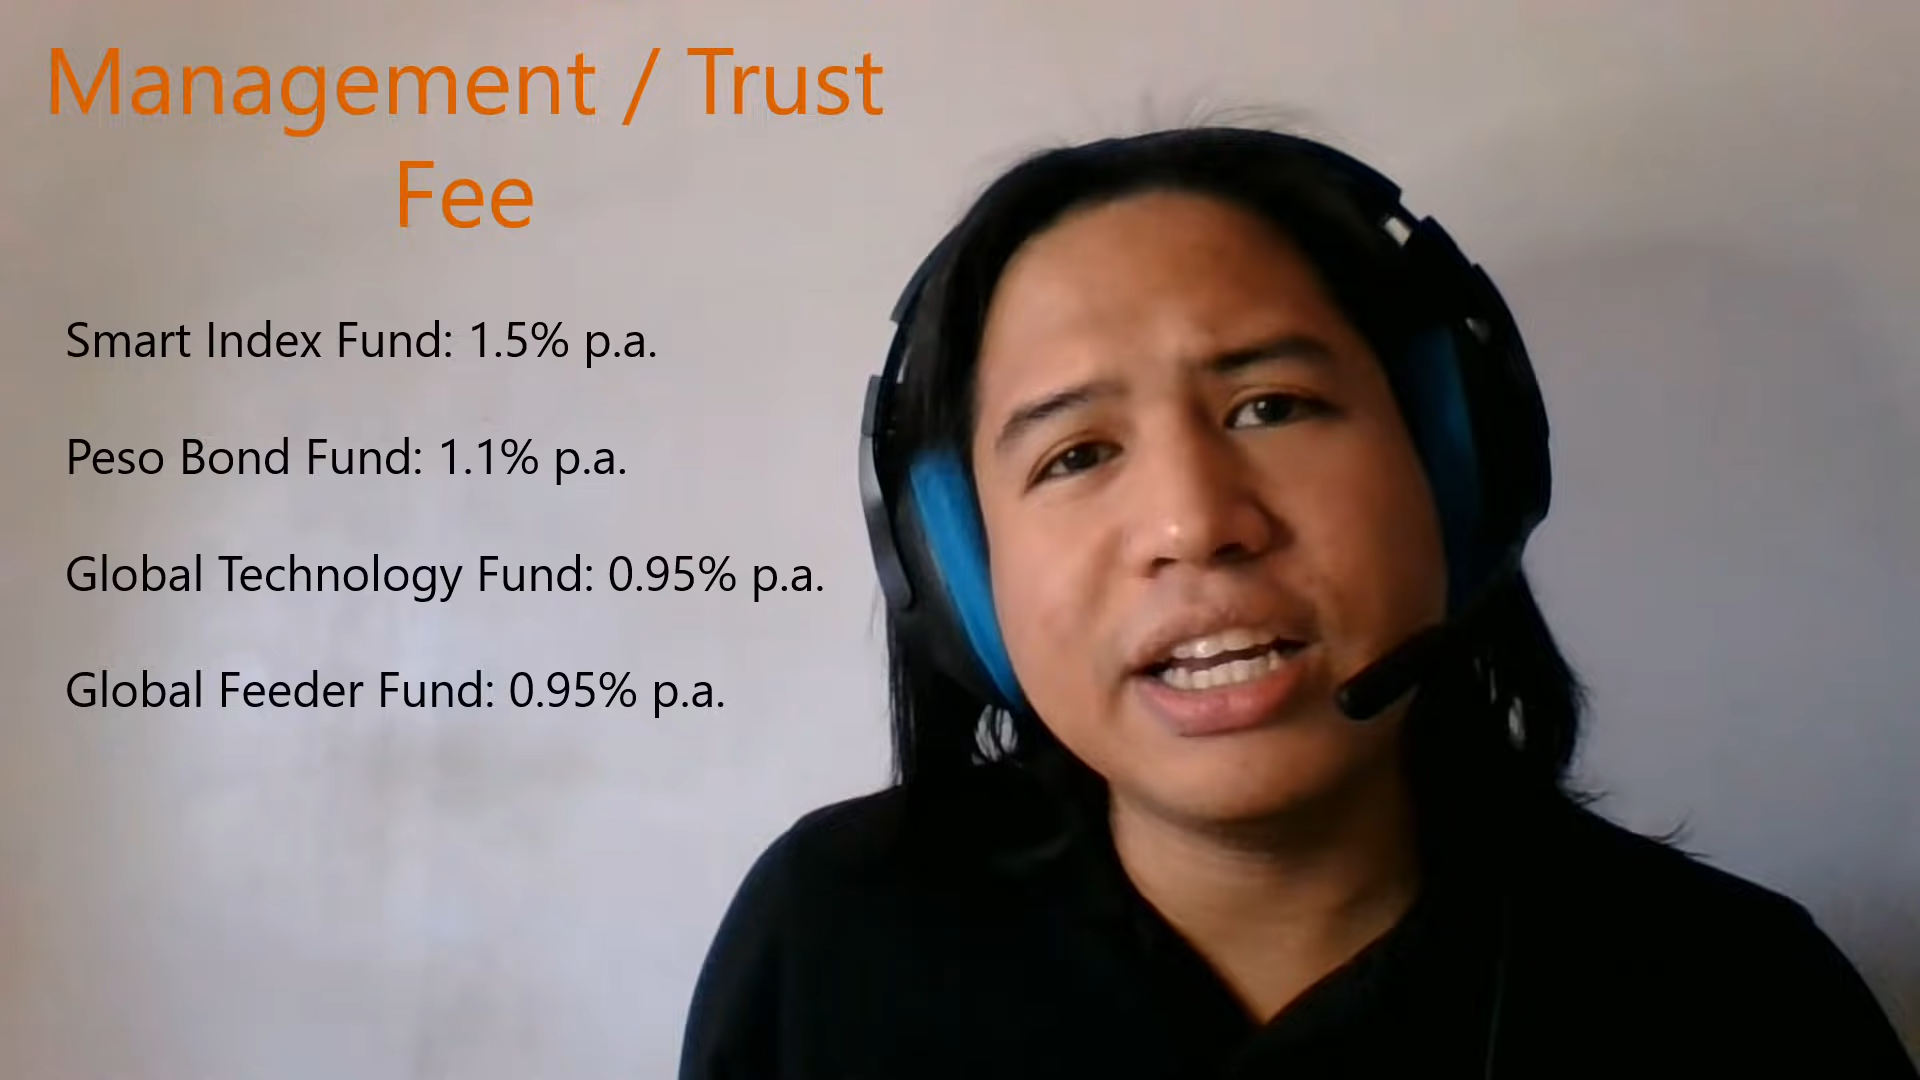 Management / Trust
Fee
Smart Index Fund: 1.5% p.a.
Peso Bond Fund: 1.1% p.a.
Global Technology Fund: 0.95% p.a.
Global Feeder Fund: 0.95% p.a.